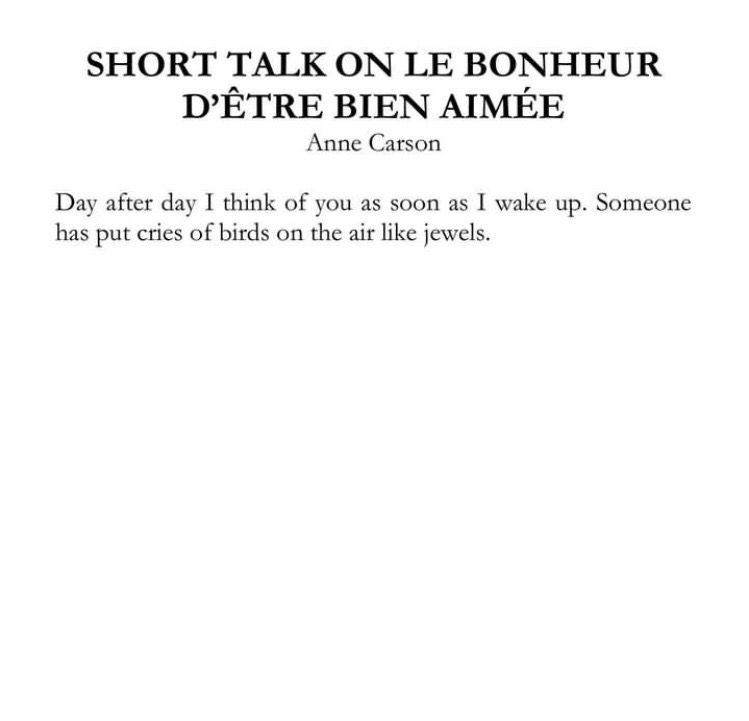 SHORT TALK ON LE BONHEUR
D’ÊTRE BIEN AIMÉE
Anne Carson
Day after day I think of you as soon as I wake up. Someone
has put cries of birds on the air like jewels.